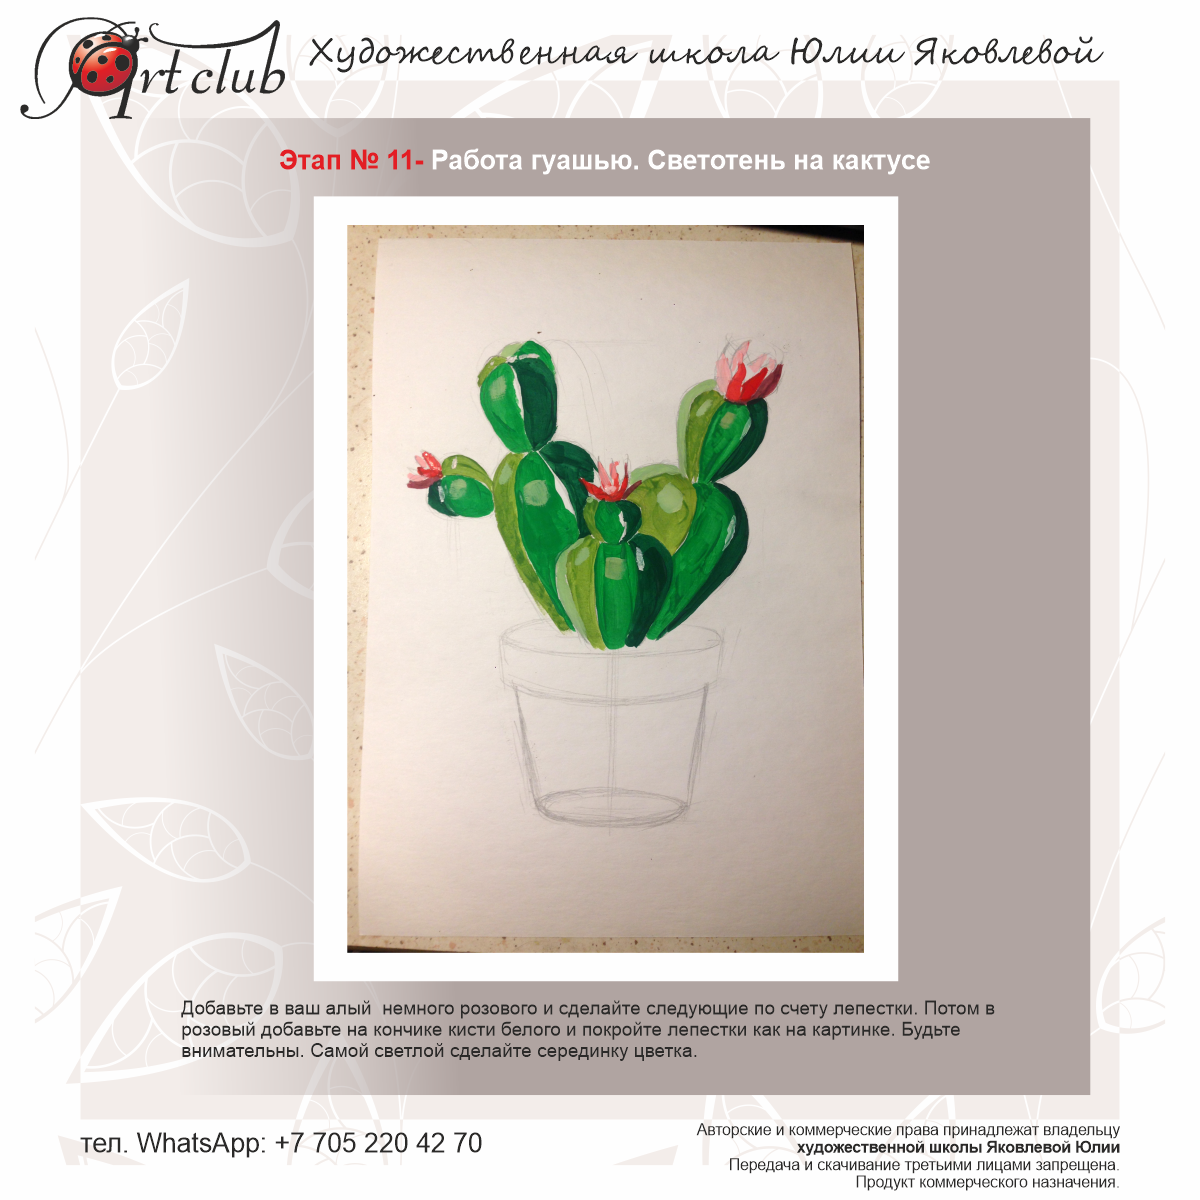 Art club
Художественная школа Юлии Яковлевой
Этап № 11- Работа гуашью. Светотень на кактусе
Добавьте в ваш алый  немного розового и сделайте следующие по счету лепестки. Потом в
розовый добавьте на кончике кисти белого и покройте лепестки как на картинке. Будьте
внимательны. Самой светлой сделайте серединку цветка.
тел. WhatsApp: +7 705 220 42 70
Авторские и коммерческие права принадлежат владельцу
художественной школы Яковлевой Юлии
Передача и скачивание третьими лицами запрещена.
Продукт коммерческого назначения.